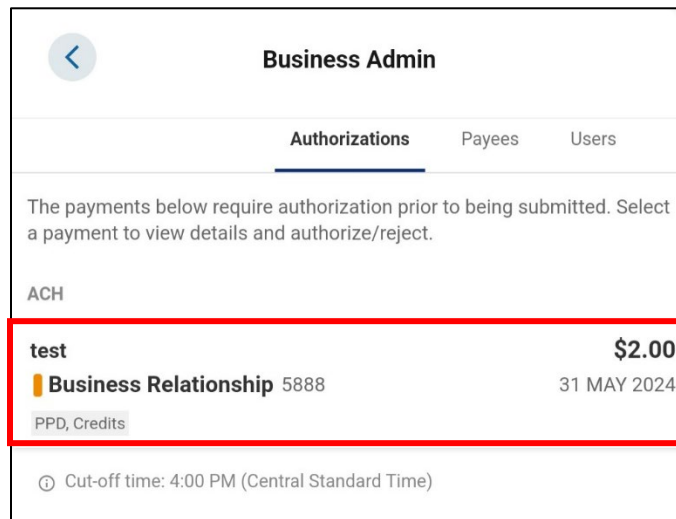 Business Admin
Authorizations Payees Users
The payments below require authorization prior to being submitted. Select
a payment to view details and authorize/reject.
ACH
test $2.00
Business Relationship 5888 31 MAY 2024
PPD, Credits
Cut-off time: 4:00 PM (Central Standard Time)